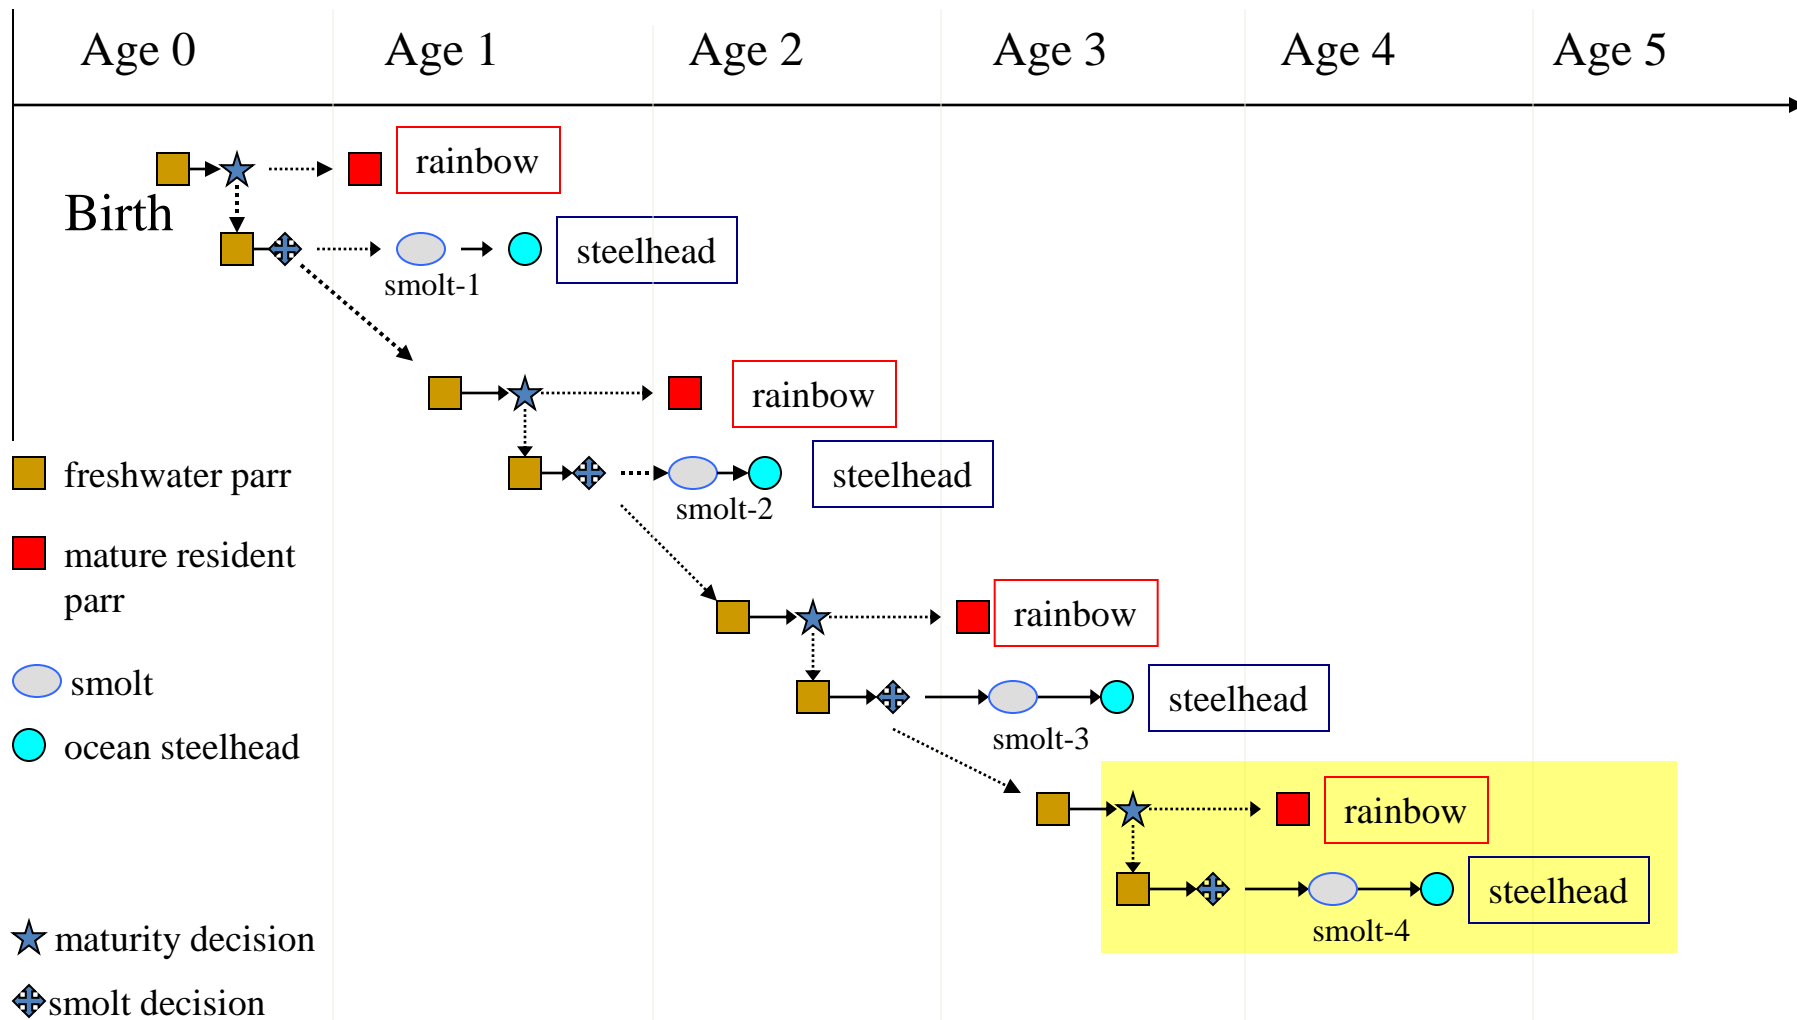 Age 0
Age 1
Age 2
Age 3
Age 4
Age 5
rainbow
Birth
steelhead
smolt-1
rainbow
steelhead
smolt-2
rainbow
steelhead
smolt-3
rainbow
steelhead
smolt-4
freshwater parr
mature resident
parr
smolt
ocean steelhead
maturity decision
smolt decision